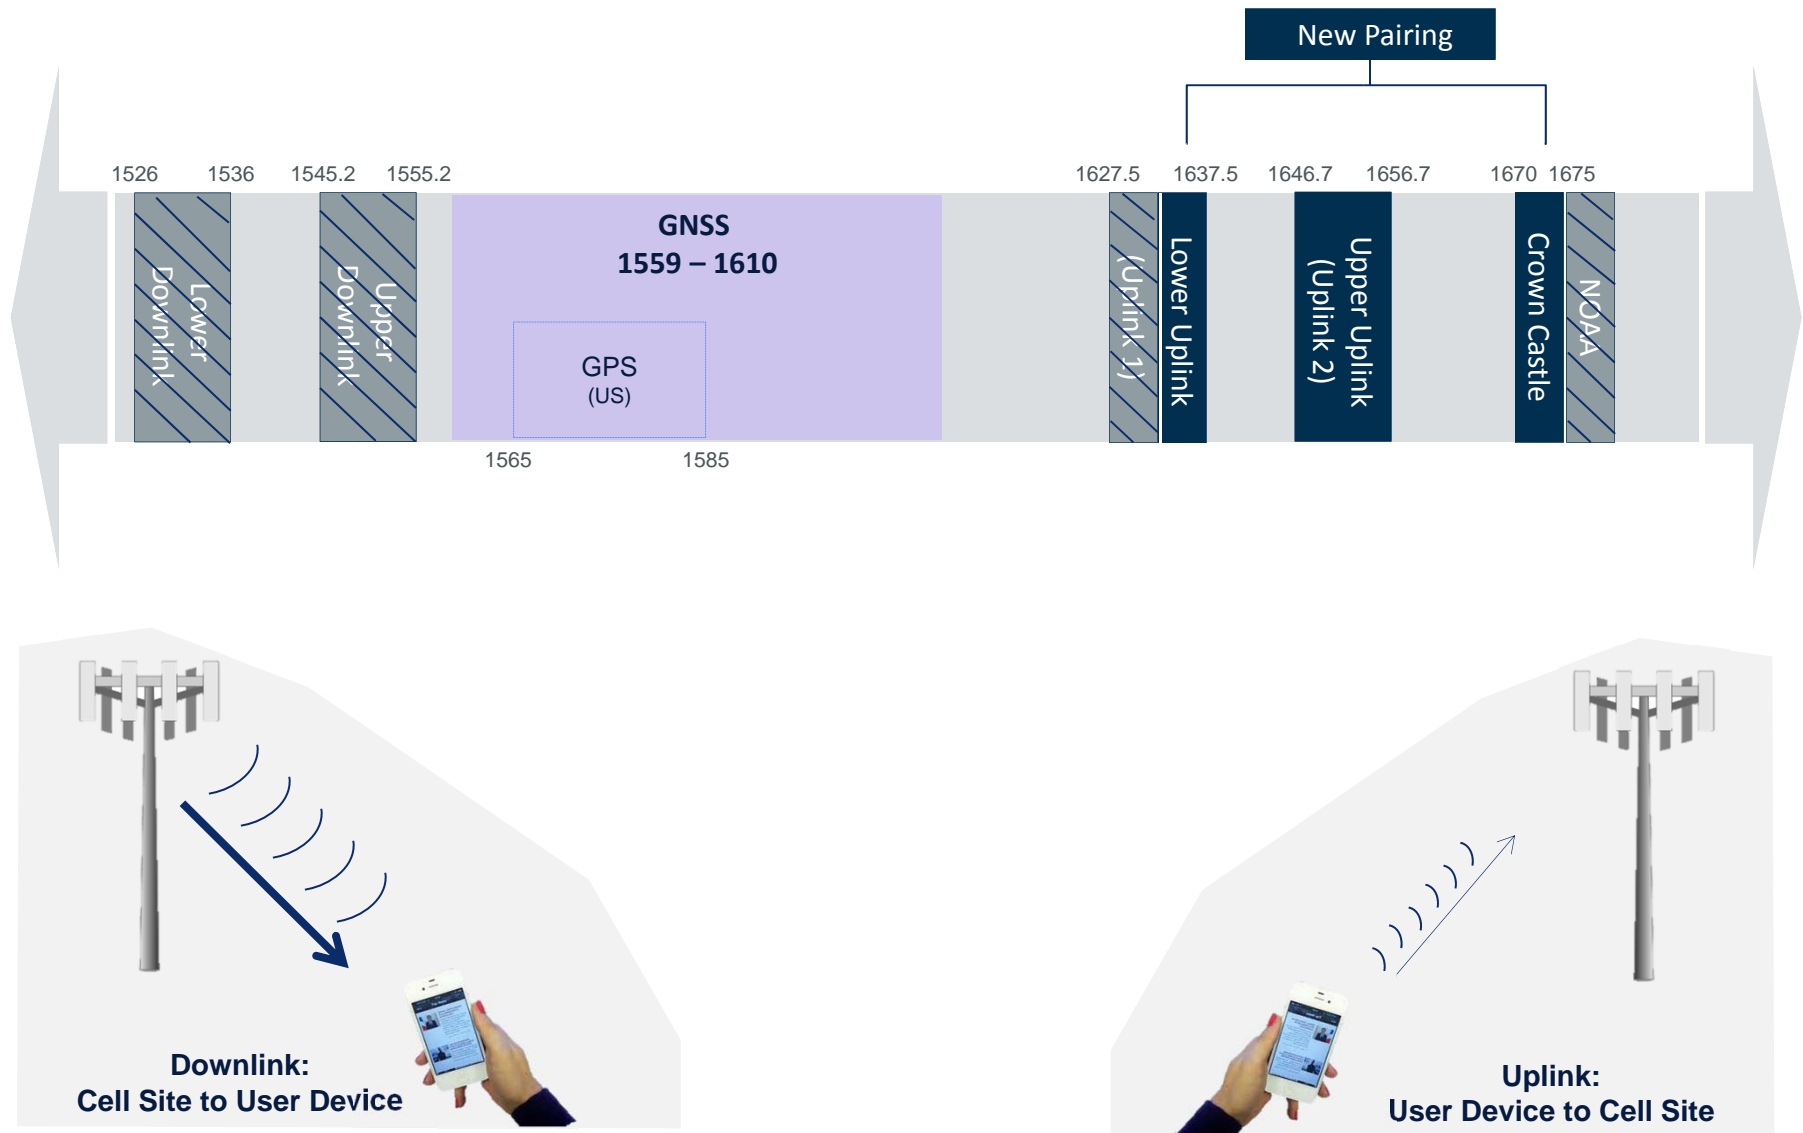 New Pairing
1526
1536
1545.2
1555.2
1627.5
1637.5
1646.7
1656.7
1670
1675
Lower
Downlink
Upper
Downlink
GNSS
1559 – 1610
GPS
(US)
1565
1585
Lower Uplink
(Uplink 1)
Upper Uplink
(Uplink 2)
Crown Castle
NOAA
Downlink:
Cell Site to User Device
Uplink:
User Device to Cell Site